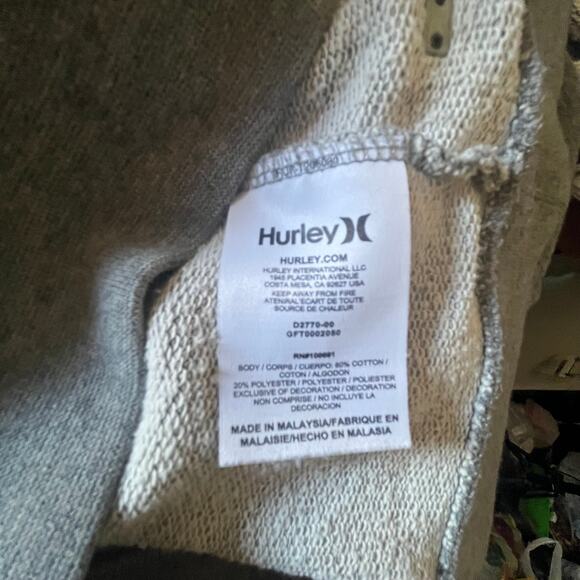 Hurley
HURLEY.COM
HURLEY INTERNATIONAL LLC
1945 PLACENTIA AVENUE
COSTA MESA, CA 92627 USA
KEEP AWAY FROM FIRE
ATENIRAL'ECART DE TOUTE
SOURCE DE CHALEUR
D2770-00
GFT0002080
RN#100691
BODY / CORPS / CUERPO: 80% COTTON /
COTON / ALGODON
20% POLYESTER / POLYESTER / POLIESTER
EXCLUSIVE OF DECORATION / DECORATION
NON COMPRISE / NO INCLUYE LA
DECORACION
MADE IN MALAYSIA/FABRIQUE EN
MALAISIE/HECHO EN MALASIA